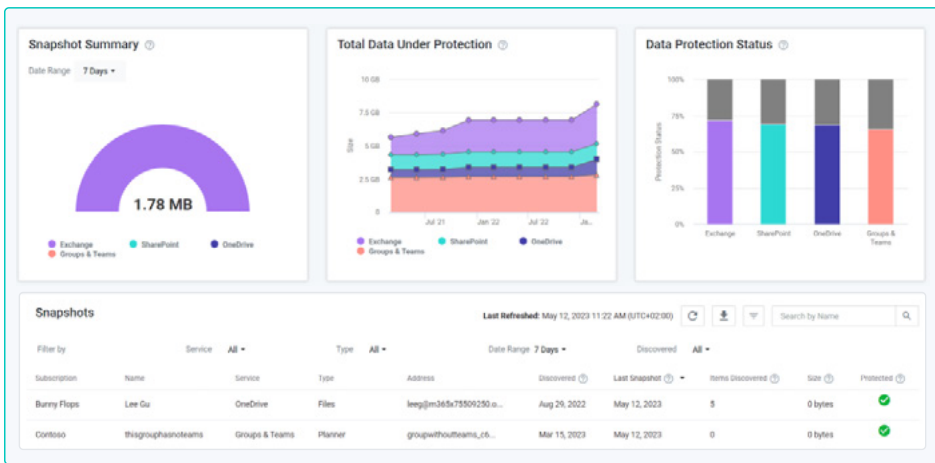 Snapshot Summary
Date Range 7 Days
1.78 MB
Exchange SharePoint OneDrive
Groups & Teams
Total Data Under Protection
10 GB
7.5 GB
5 GB
2.5 GB
0
Size
Jul '21 Jan '22 Jul '22 Ja...
Exchange SharePoint OneDrive
Groups & Teams
Data Protection Status
100%
75%
50%
25%
0%
Protection Status
Exchange SharePoint OneDrive Groups & Teams
Snapshots
Last Refreshed: May 12, 2023 11:22 AM (UTC+02:00) Search by Name
Filter by Service All Type All Date Range 7 Days Discovered All
Subscription Name Service Type Address Discovered Last Snapshot Items Discovered Size Protected
Bunny Flops Lee Gu OneDrive Files leeg@m365x75509250.o... Aug 29, 2022 May 12, 2023 5 0 bytes
Contoso thisgrouphasnoteams Groups & Teams Planner groupwithoutteams_c6... Mar 15, 2023 May 12, 2023 0 0 bytes